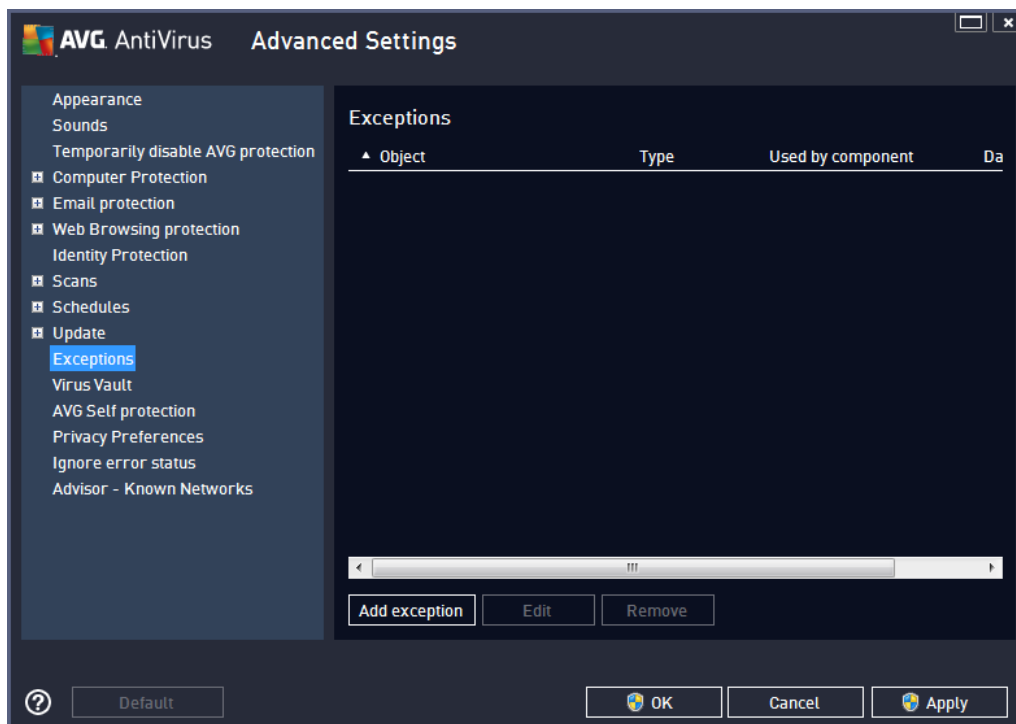 AVG. AntiVirus Advanced Settings
Appearance
Sounds
Temporarily disable AVG protection
Computer Protection
Email protection
Web Browsing protection
Identity Protection
Scans
Schedules
Update
Exceptions
Virus Vault
AVG Self protection
Privacy Preferences
Ignore error status
Advisor - Known Networks
Exceptions
Object Type Used by component Da
Add exception Edit Remove
? Default OK Cancel Apply